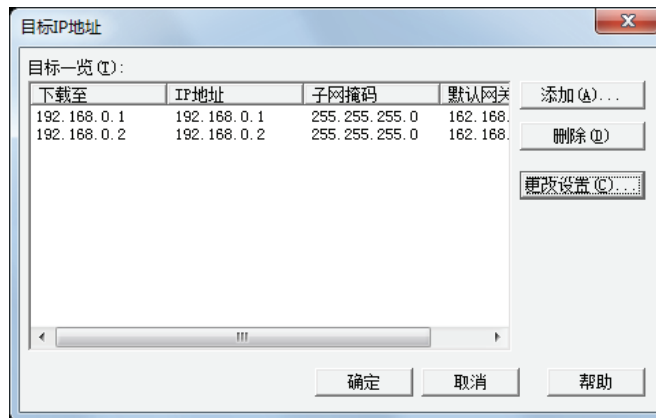 目标IP地址
目标一览(T):
下载至 IP地址 子网掩码 默认网关
192.168.0.1 192.168.0.1 255.255.255.0 162.168.
192.168.0.2 192.168.0.2 255.255.255.0 162.168.
添加(A)...
删除(D)
更改设置(C)...
确定 取消 帮助